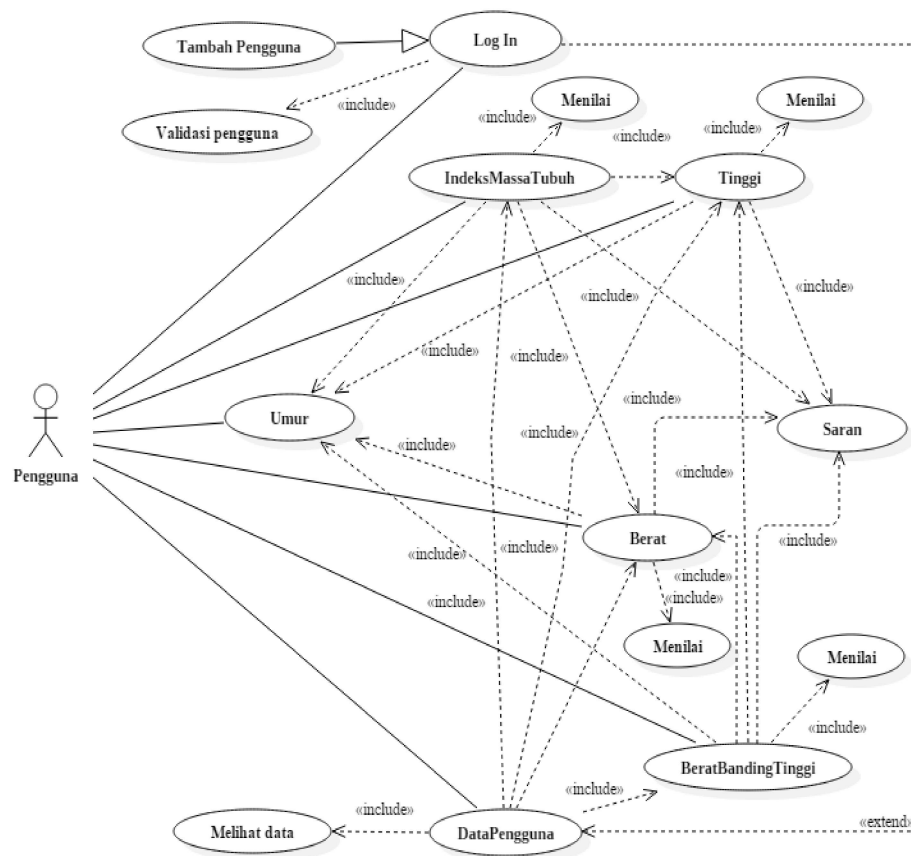 Tambah Pengguna
Log In
«include»
Validasi pengguna
Menilai
«include»
Menilai
«include»
«include»
IndeksMassaTubuh
Tinggi
«include»
«include»
«include»
«include»
«include»
«include»
Umur
Saran
«include»
«include»
Pengguna
«include»
Berat
«include»
«include»
«include»
«include»
«include»
«include»
Menilai
Menilai
«include»
BeratBandingTinggi
«include»
«include»
Melihat data
DataPengguna
«extend»